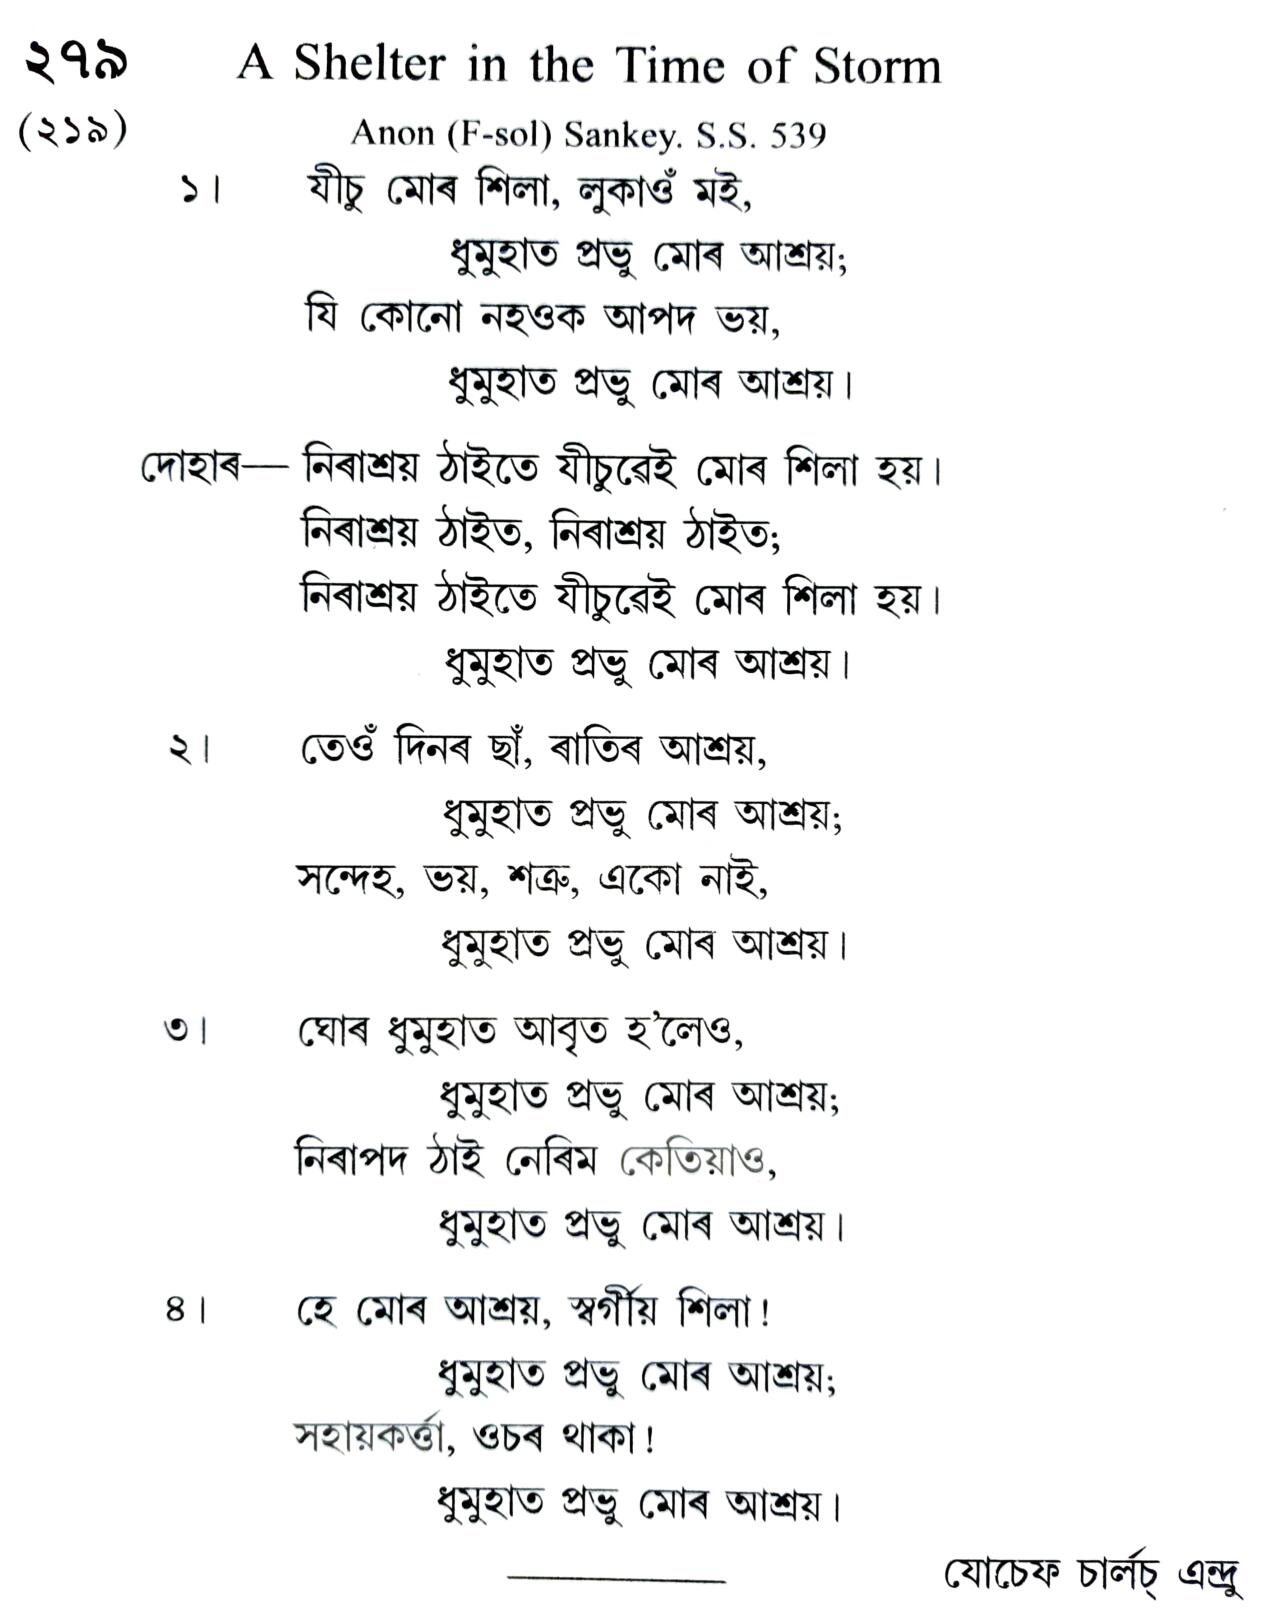 ২৭৯ A Shelter in the Time of Storm
(২১৯) Anon (F-sol) Sankey. S.S. 539
১। যীচু মোৰ শিলা, লুকাওঁ মই,
ধুমুহাত প্ৰভু মোৰ আশ্ৰয়;
যি কোনো নহওক আপদ ভয়,
ধুমুহাত প্ৰভু মোৰ আশ্ৰয়।
দোহাৰ— নিৰাশ্ৰয় ঠাইতে যীচুৱেই মোৰ শিলা হয়।
নিৰাশ্ৰয় ঠাইত, নিৰাশ্ৰয় ঠাইত;
নিৰাশ্ৰয় ঠাইতে যীচুৱেই মোৰ শিলা হয়।
ধুমুহাত প্ৰভু মোৰ আশ্ৰয়।
২। তেওঁ দিনৰ ছাঁ, ৰাতিৰ আশ্ৰয়,
ধুমুহাত প্ৰভু মোৰ আশ্ৰয়;
সন্দেহ, ভয়, শত্ৰু, একো নাই,
ধুমুহাত প্ৰভু মোৰ আশ্ৰয়।
৩। ঘোৰ ধুমুহাত আবৃত হ'লেও,
ধুমুহাত প্ৰভু মোৰ আশ্ৰয়;
নিৰাপদ ঠাই নেৰিম কেতিয়াও,
ধুমুহাত প্ৰভু মোৰ আশ্ৰয়।
৪। হে মোৰ আশ্ৰয়, স্বৰ্গীয় শিলা!
ধুমুহাত প্ৰভু মোৰ আশ্ৰয়;
সহায়কৰ্ত্তা, ওচৰ থাকা!
ধুমুহাত প্ৰভু মোৰ আশ্ৰয়।
যোচেফ চাৰ্লচ্ এন্দ্ৰু